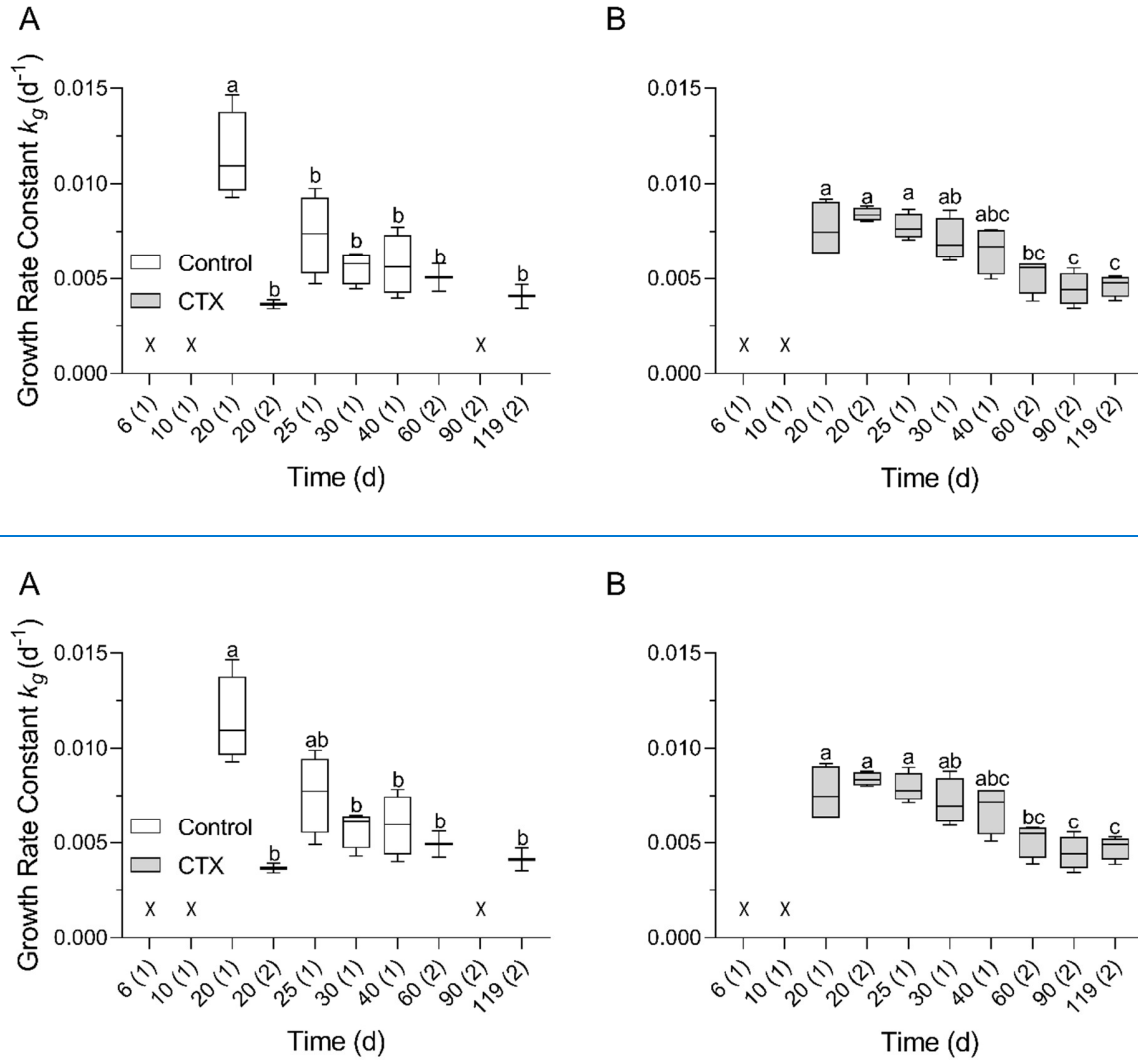 A
Growth Rate Constant kg (d⁻¹)
0.015
0.010
0.005
0.000
a
b
b
b
b
b
b
Control
CTX
X
X
X
6 (1)
10 (1)
20 (1)
20 (2)
25 (1)
30 (1)
40 (1)
60 (2)
90 (2)
119 (2)
Time (d)
B
0.015
0.010
0.005
0.000
a
a
a
ab
abc
bc
c
c
X
X
6 (1)
10 (1)
20 (1)
20 (2)
25 (1)
30 (1)
40 (1)
60 (2)
90 (2)
119 (2)
Time (d)
A
Growth Rate Constant kg (d⁻¹)
0.015
0.010
0.005
0.000
a
b
ab
b
b
b
b
Control
CTX
X
X
X
6 (1)
10 (1)
20 (1)
20 (2)
25 (1)
30 (1)
40 (1)
60 (2)
90 (2)
119 (2)
Time (d)
B
0.015
0.010
0.005
0.000
a
a
a
ab
abc
bc
c
c
X
X
6 (1)
10 (1)
20 (1)
20 (2)
25 (1)
30 (1)
40 (1)
60 (2)
90 (2)
119 (2)
Time (d)